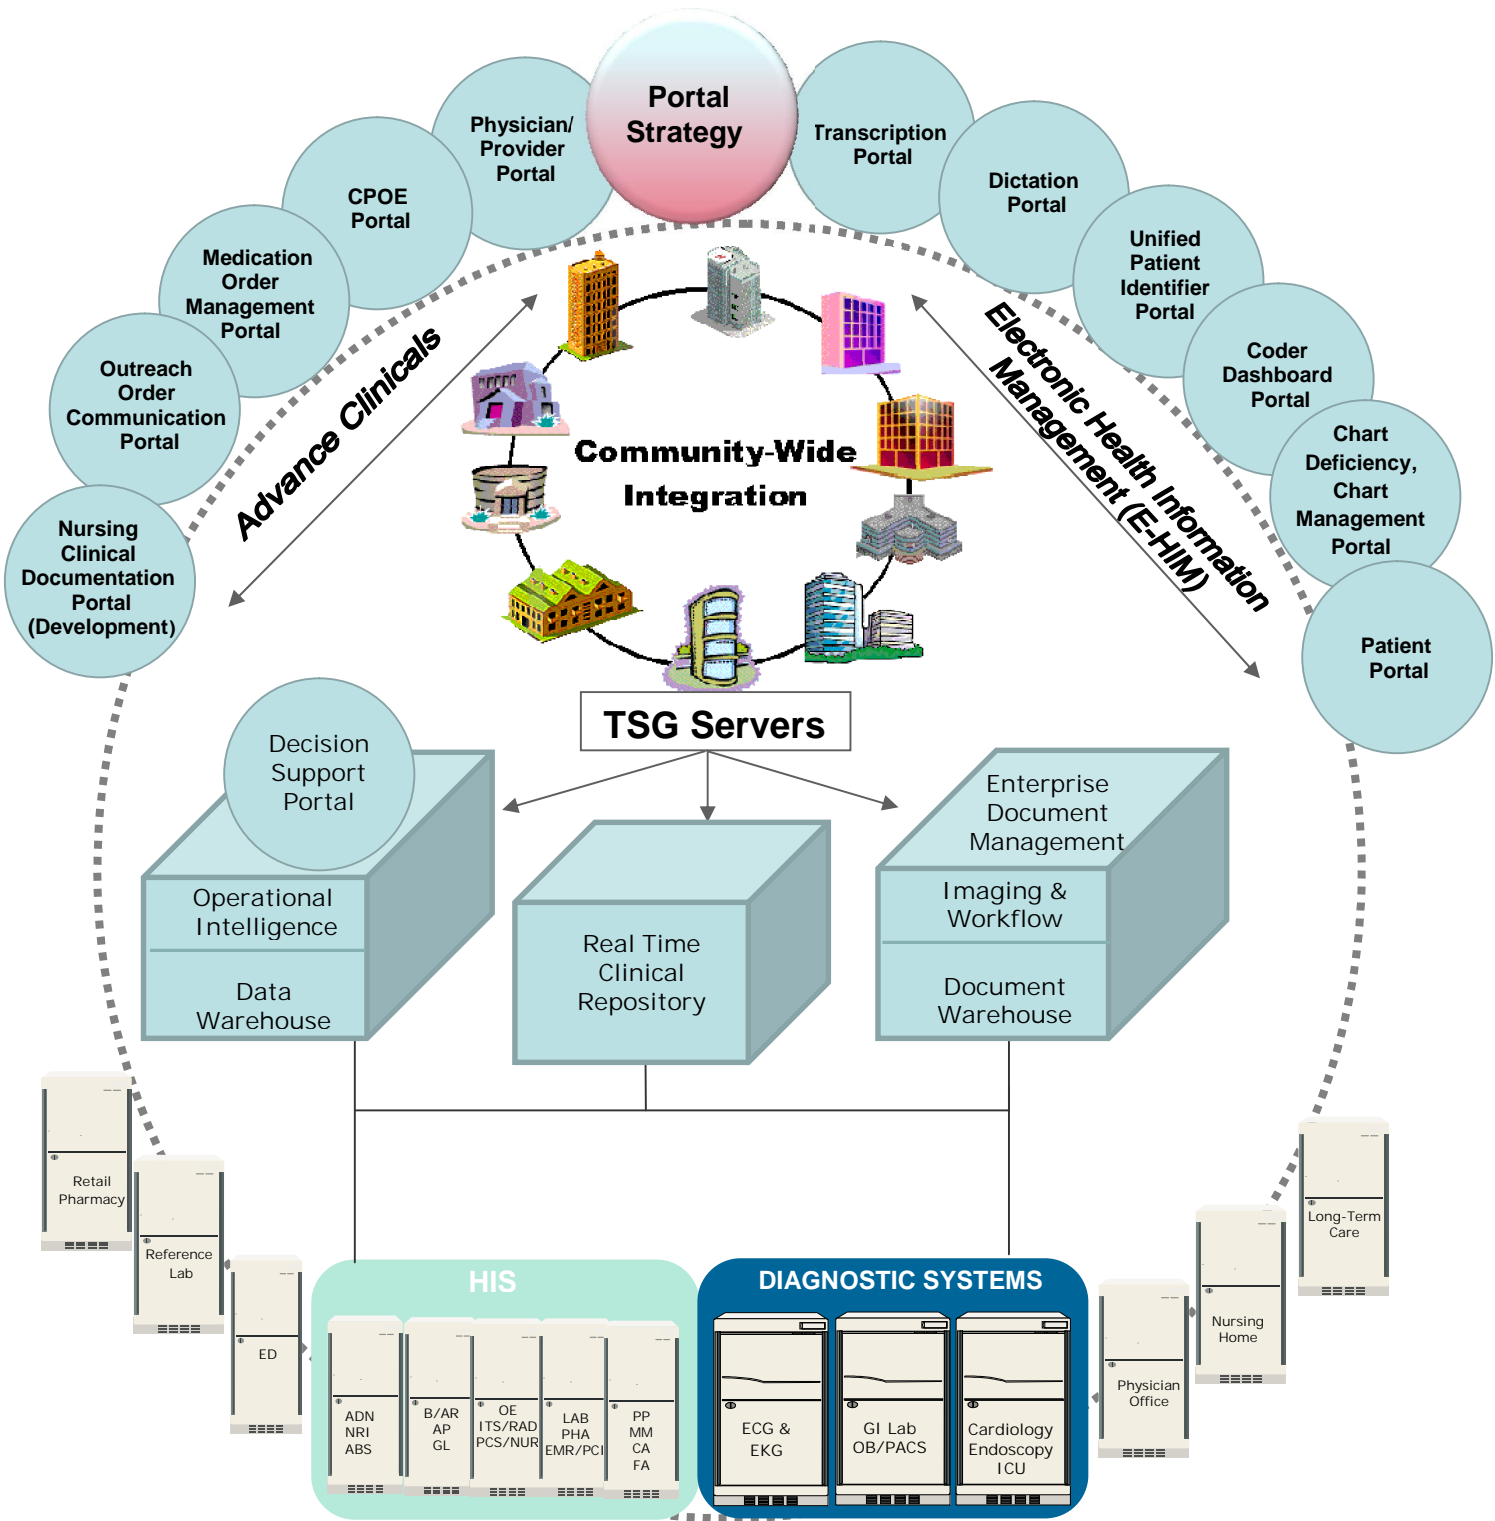 Portal
Strategy
Physician/
Provider
Portal
CPOE
Portal
Medication
Order
Management
Portal
Outreach
Order
Communication
Portal
Nursing
Clinical
Documentation
Portal
(Development)
Transcription
Portal
Dictation
Portal
Unified
Patient
Identifier
Portal
Coder
Dashboard
Portal
Chart
Deficiency,
Chart
Management
Portal
Patient
Portal
Advance Clinicals
Electronic Health Information
Management (E-HIM)
Community-Wide
Integration
TSG Servers
Decision
Support
Portal
Operational
Intelligence
Data
Warehouse
Real Time
Clinical
Repository
Enterprise
Document
Management
Imaging &
Workflow
Document
Warehouse
Retail
Pharmacy
Reference
Lab
ED
HIS
ADN
NRI
ABS
B/AR
AP
GL
OE
ITS/RAD
PCS/NUR
LAB
PHA
EMR/PCI
PP
MM
CA
FA
DIAGNOSTIC SYSTEMS
ECG &
EKG
GI Lab
OB/PACS
Cardiology
Endoscopy
ICU
Physician
Office
Nursing
Home
Long-Term
Care